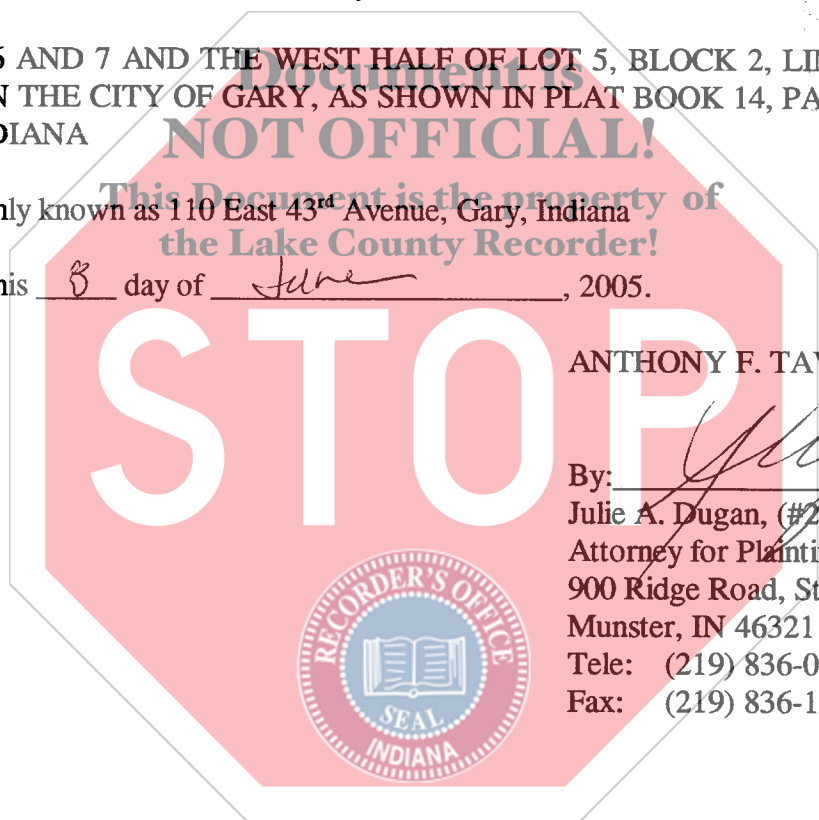 6 AND 7 AND THE WEST HALF OF LOT 5, BLOCK 2, LI
Document is
N THE CITY OF GARY, AS SHOWN IN PLAT BOOK 14, PA
DIANA
NOT OFFICIAL!
This Document is the property of
nly known as 110 East 43rd Avenue, Gary, Indiana
the Lake County Recorder!
his 8 day of June, 2005.
STOP
ANTHONY F. TAV
By:
Julie A. Dugan, (#2
Attorney for Plainti
900 Ridge Road, St
Munster, IN 46321
Tele: (219) 836-0
Fax: (219) 836-1
RECORDER'S OFFICE
SEAL
INDIANA